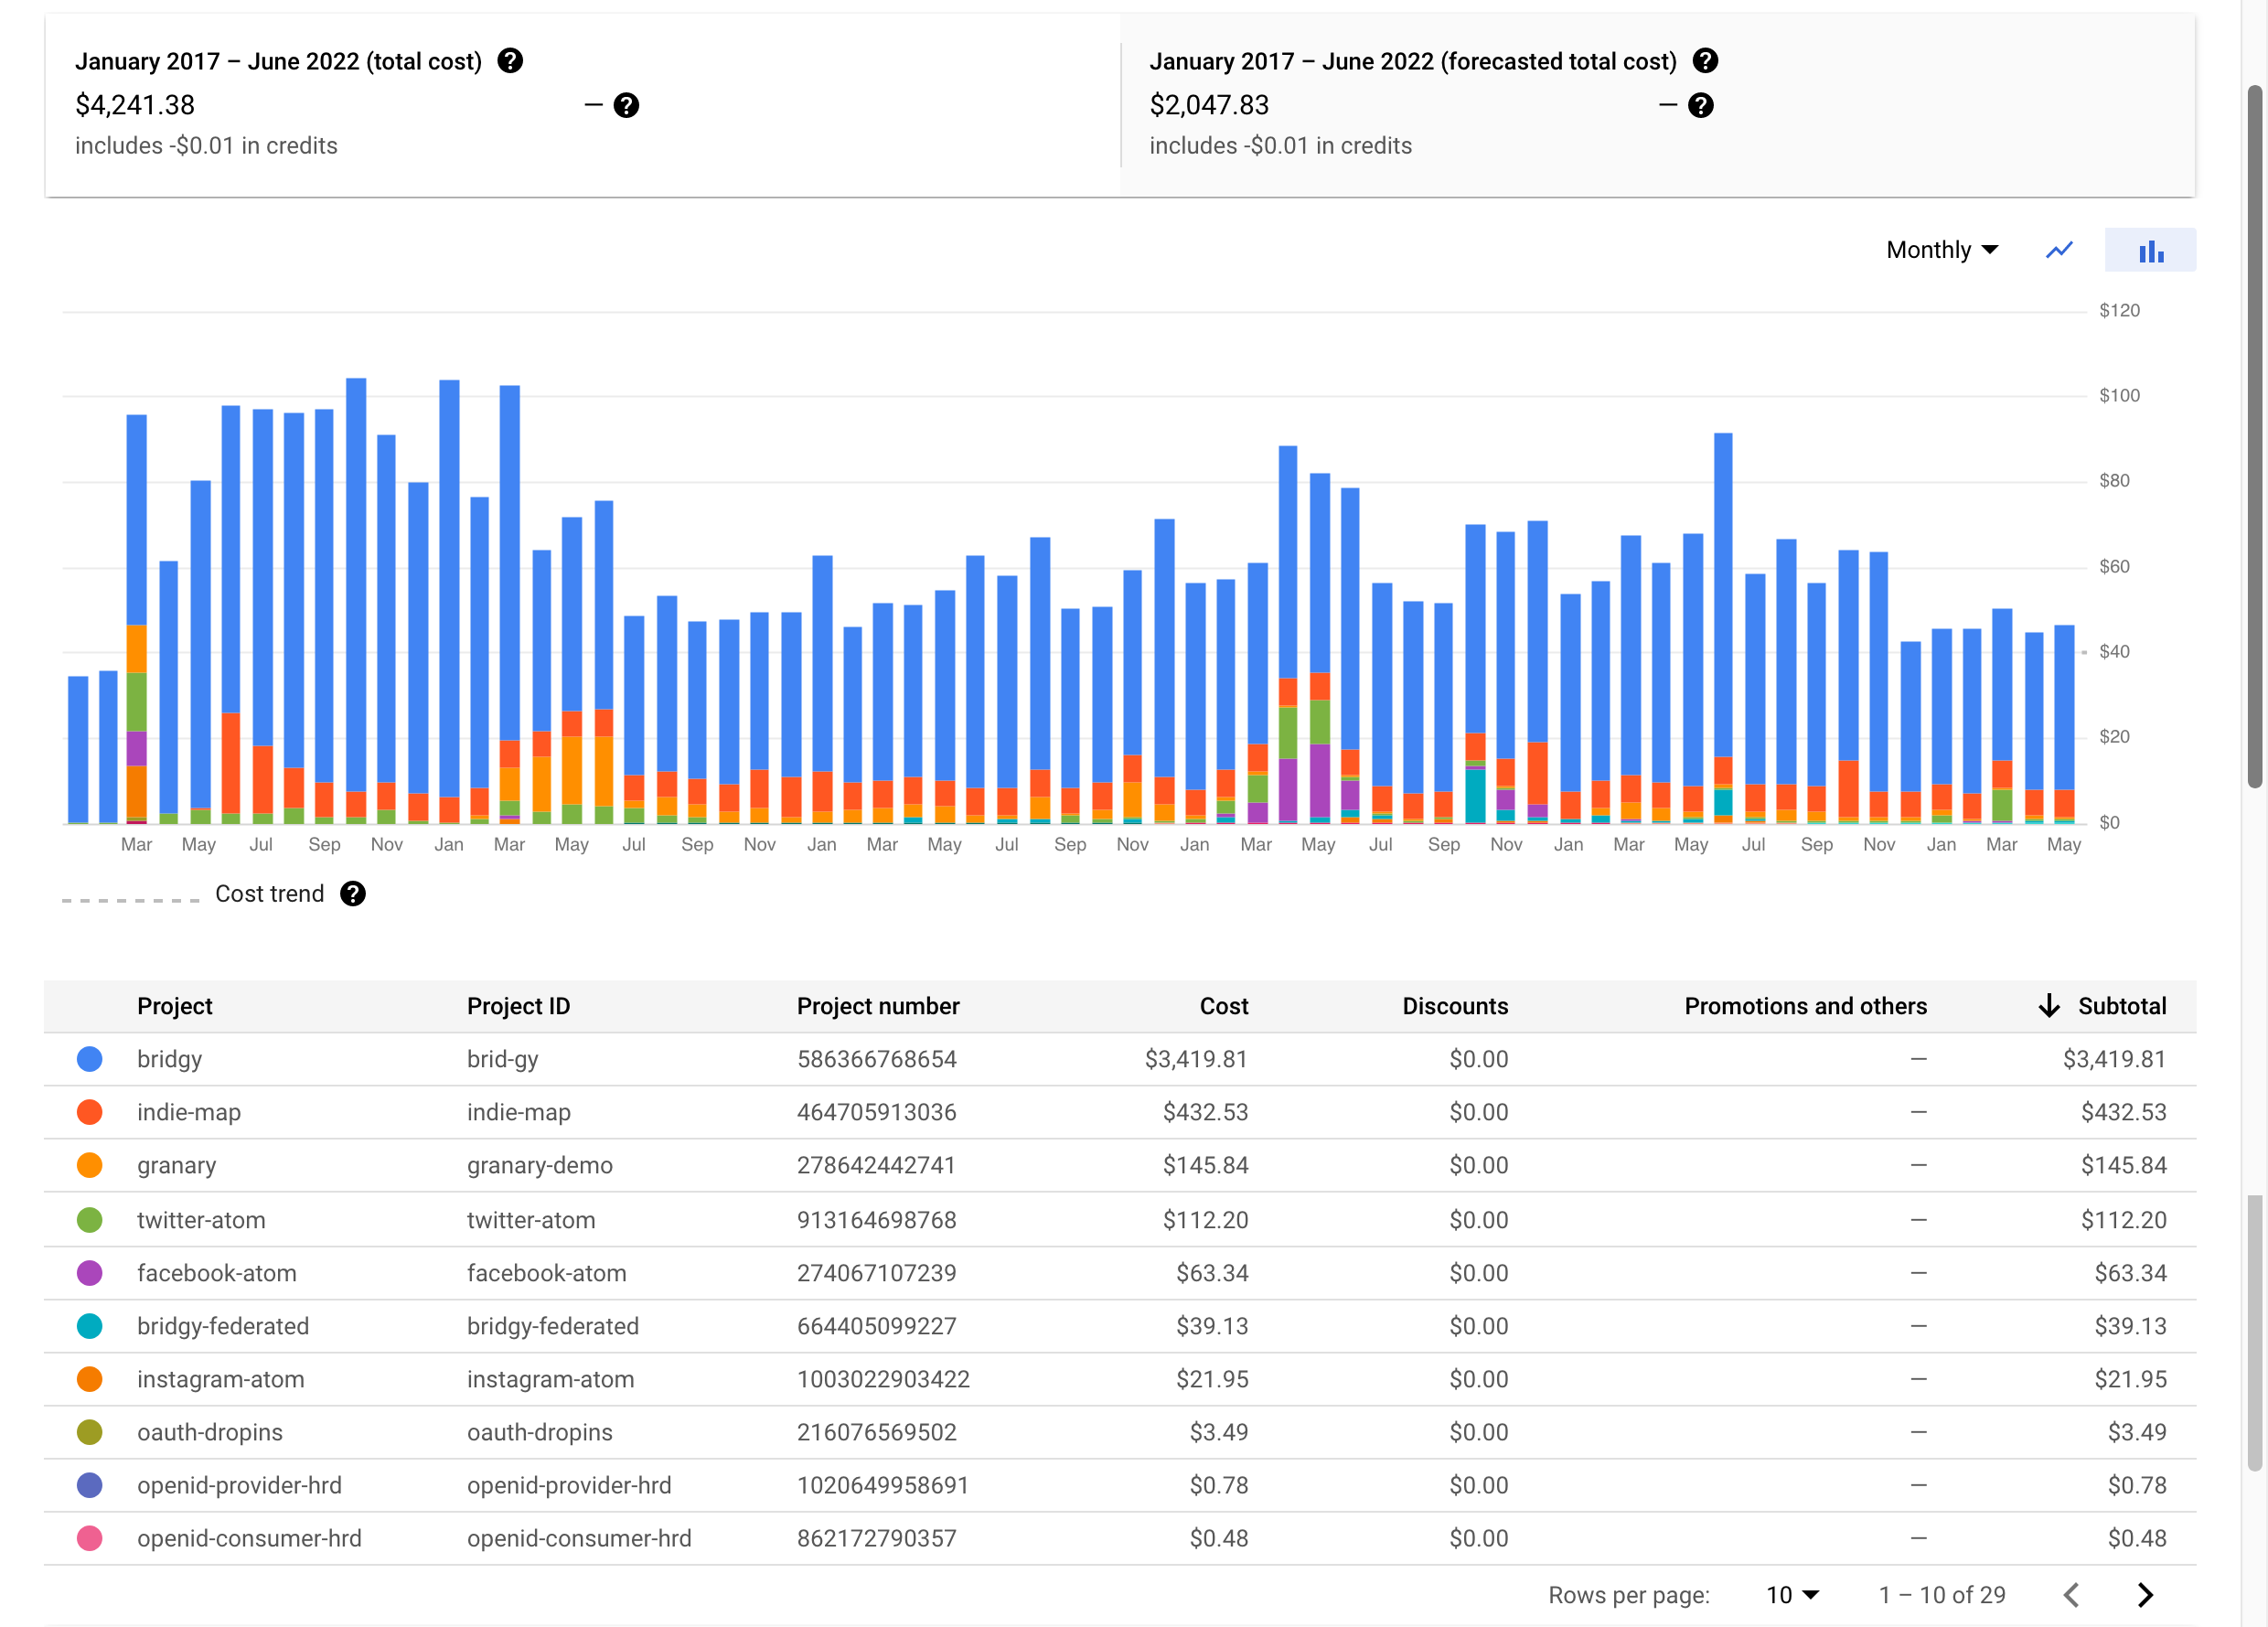 January 2017 – June 2022 (total cost)
$4,241.38 –
includes -$0.01 in credits
January 2017 – June 2022 (forecasted total cost)
$2,047.83 –
includes -$0.01 in credits
Monthly
$120
$100
$80
$60
$40
$20
$0
Mar May Jul Sep Nov Jan Mar May Jul Sep Nov Jan Mar May Jul Sep Nov Jan Mar May Jul Sep Nov Jan Mar May Jul Sep Nov Jan Mar May
Cost trend
Project Project ID Project number Cost Discounts Promotions and others Subtotal
bridgy brid-gy 586366768654 $3,419.81 $0.00 – $3,419.81
indie-map indie-map 464705913036 $432.53 $0.00 – $432.53
granary granary-demo 278642442741 $145.84 $0.00 – $145.84
twitter-atom twitter-atom 913164698768 $112.20 $0.00 – $112.20
facebook-atom facebook-atom 274067107239 $63.34 $0.00 – $63.34
bridgy-federated bridgy-federated 664405099227 $39.13 $0.00 – $39.13
instagram-atom instagram-atom 1003022903422 $21.95 $0.00 – $21.95
oauth-dropins oauth-dropins 216076569502 $3.49 $0.00 – $3.49
openid-provider-hrd openid-provider-hrd 1020649958691 $0.78 $0.00 – $0.78
openid-consumer-hrd openid-consumer-hrd 862172790357 $0.48 $0.00 – $0.48
Rows per page: 10 1 – 10 of 29